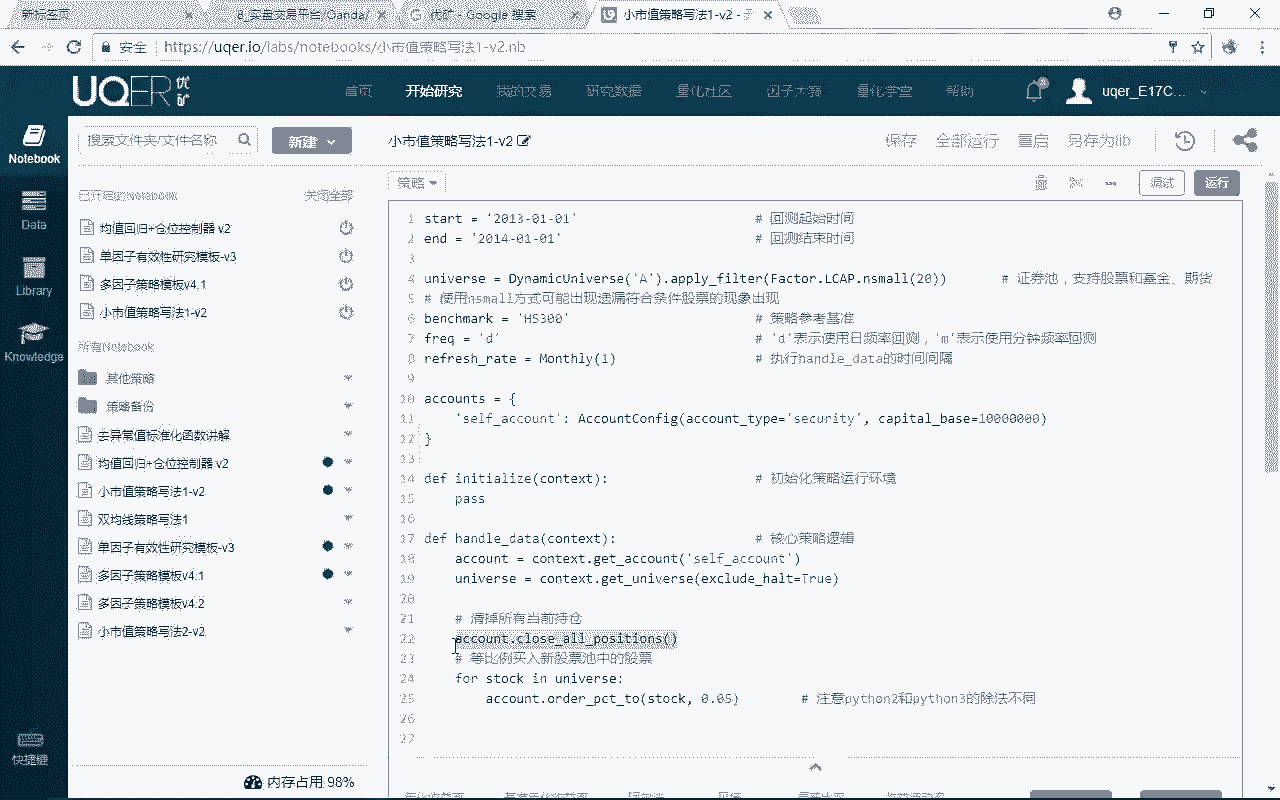 新标签页
8_实盘交易平台/Oanda
优矿 - Google 搜索
小市值策略写法1-v2 -
安全
https://uqer.io/labs/notebooks/小市值策略写法1-v2.nb
UQER 优矿
首页
开始研究
我的交易
研究数据
量化社区
因子大赛
量化学堂
帮助
3
uqer_E17C...
Notebook
Data
Library
Knowledge
快捷键
搜索文件夹/文件名称
新建
小市值策略写法1-v2
保存
全部运行
重启
另存为lib
已开启的Notebook
关闭全部
均值回归+仓位控制器 v2
单因子有效性研究模板-v3
多因子策略模板v4.1
小市值策略写法1-v2
所有Notebook
其他策略
策略备份
去异常值标准化函数讲解
均值回归+仓位控制器 v2
小市值策略写法1-v2
双均线策略写法1
单因子有效性研究模板-v3
多因子策略模板v4.1
多因子策略模板v4.2
小市值策略写法2-v2
内存占用 98%
策略
调试
运行
1 start = '2013-01-01' # 回测起始时间
2 end = '2014-01-01' # 回测结束时间
3
4 universe = DynamicUniverse('A').apply_filter(Factor.LCAP.nsmall(20)) # 证券池，支持股票和基金、期货
5 # 使用nsmall方式可能出现遗漏符合条件股票的现象出现
6 benchmark = 'HS300' # 策略参考基准
7 freq = 'd' # 'd'表示使用日频率回测，'m'表示使用分钟频率回测
8 refresh_rate = Monthly(1) # 执行handle_data的时间间隔
9
10 accounts = {
11 'self_account': AccountConfig(account_type='security', capital_base=10000000)
12 }
13
14 def initialize(context): # 初始化策略运行环境
15 pass
16
17 def handle_data(context): # 核心策略逻辑
18 account = context.get_account('self_account')
19 universe = context.get_universe(exclude_halt=True)
20
21 # 清掉所有当前持仓
22 account.close_all_positions()
23 # 等比例买入新股票池中的股票
24 for stock in universe:
25 account.order_pct_to(stock, 0.05) # 注意python2和python3的除法不同
26
27